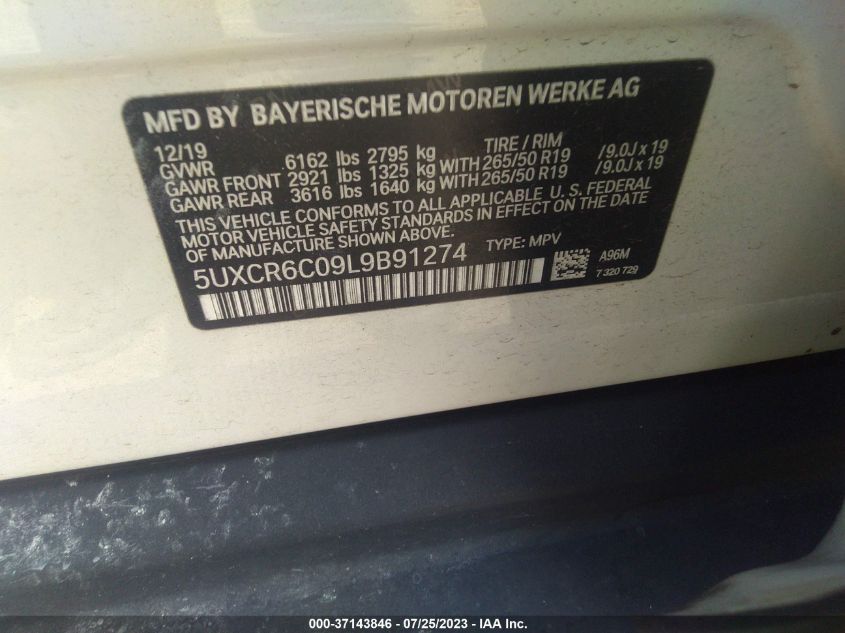 MFD BY BAYERISCHE MOTOREN WERKE AG
12/19 TIRE / RIM
GVWR 6162 lbs 2795 kg
GAWR FRONT 2921 lbs 1325 kg WITH 265/50 R19 /9.0J x 19
GAWR REAR 3616 lbs 1640 kg WITH 265/50 R19 /9.0J x 19
THIS VEHICLE CONFORMS TO ALL APPLICABLE U. S. FEDERAL
MOTOR VEHICLE SAFETY STANDARDS IN EFFECT ON THE DATE
OF MANUFACTURE SHOWN ABOVE.
5UXCR6C09L9B91274 TYPE: MPV A96M
7 320 729
000-37143846 - 07/25/2023 - © IAA Inc.